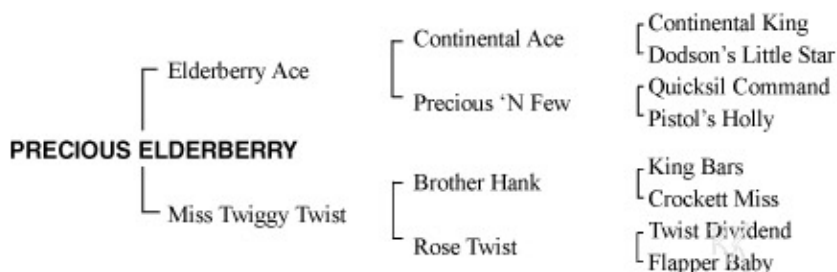 Continental King
Continental Ace
Dodson's Little Star
Elderberry Ace
Quicksil Command
Precious ‘N Few
Pistol's Holly
PRECIOUS ELDERBERRY
King Bars
Brother Hank
Crockett Miss
Miss Twiggy Twist
Twist Dividend
Rose Twist
Flapper Baby